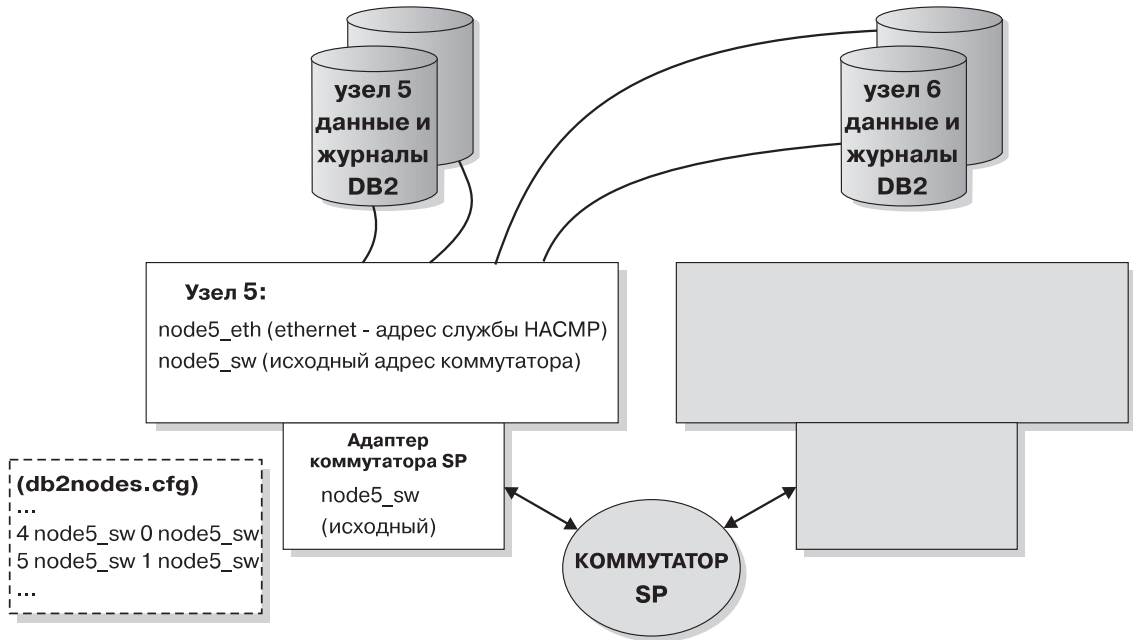 узел 5
данные и
журналы
DB2
узел 6
данные и
журналы
DB2
Узел 5:
node5_eth (ethernet - адрес службы HACMP)
node5_sw (исходный адрес коммутатора)
Адаптер
коммутатора SP
node5_sw
(исходный)
(db2nodes.cfg)
...
4 node5_sw 0 node5_sw
5 node5_sw 1 node5_sw
...
КОММУТАТОР
SP